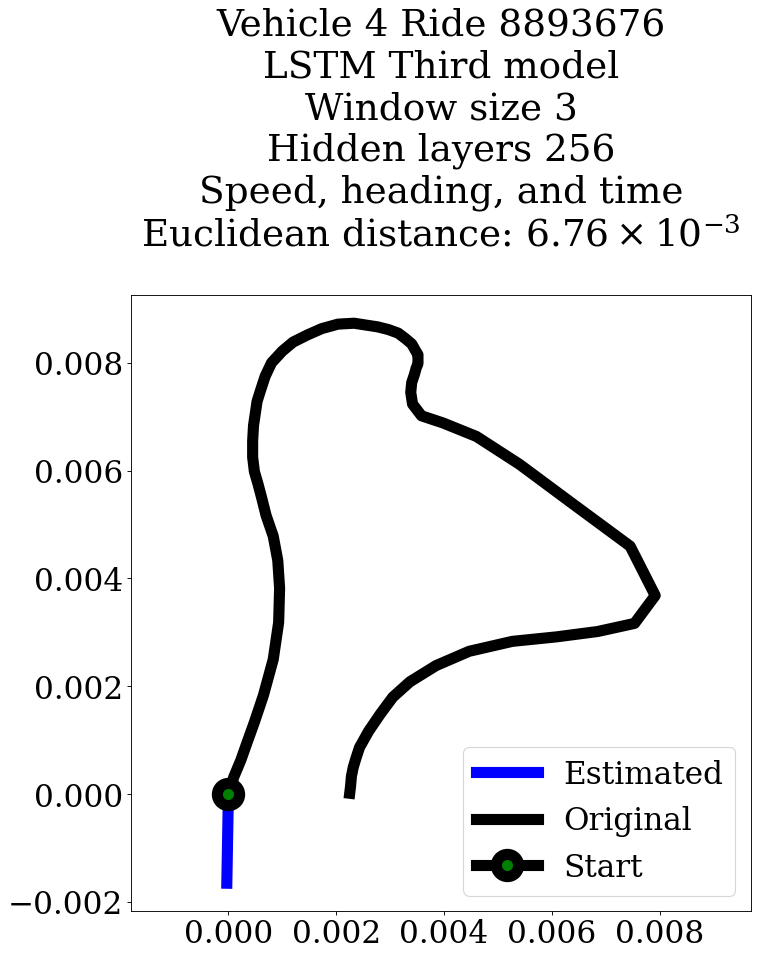 Vehicle 4 Ride 8893676
LSTM Third model
Window size 3
Hidden layers 256
Speed, heading, and time
Euclidean distance: 6.76 × 10⁻³
0.008
0.006
0.004
0.002
0.000
−0.002
Estimated
Original
Start
0.000 0.002 0.004 0.006 0.008